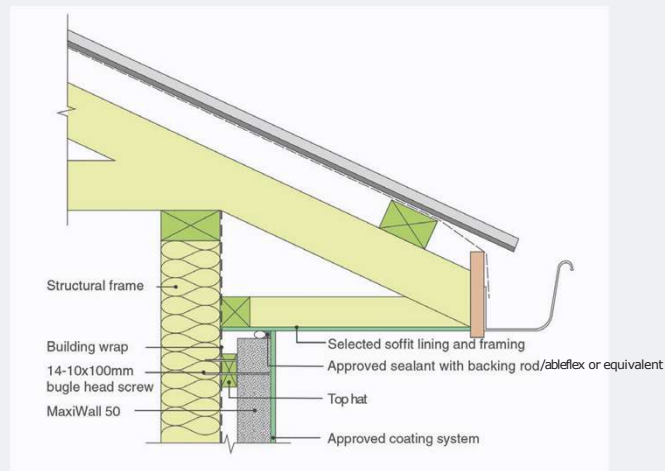 Structural frame
Building wrap
14-10x100mm
bugle head screw
MaxiWall 50
Selected soffit lining and framing
Approved sealant with backing rod/ableflex or equivalent
Top hat
Approved coating system